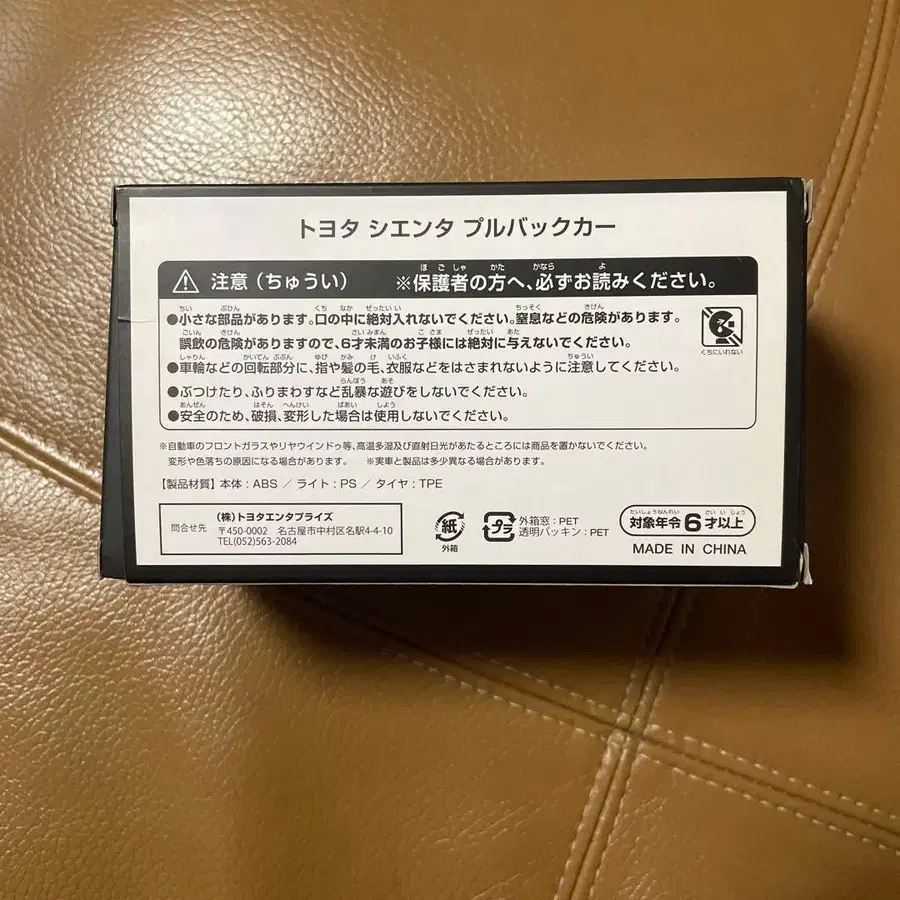 トヨタ シエンタ プルバックカー
注意（ちゅうい） ※保護者の方へ、必ずお読みください。
●小さな部品があります。口の中に絶対入れないでください。窒息などの危険があります。
誤飲の危険がありますので、6才未満のお子様には絶対に与えないでください。
●車輪などの回転部分に、指や髪の毛、衣服などをはさまれないように注意してください。
●ぶつけたり、ふりまわすなど乱暴な遊びをしないでください。
●安全のため、破損、変形した場合は使用しないでください。
くちにいれない
※自動車のフロントガラスやリヤウインドゥ等、高温多湿及び直射日光があたるところには商品を置かないでください。
変形や色落ちの原因になる場合があります。 ※実車と製品は多少異なる場合があります。
【製品材質】本体：ABS ／ ライト：PS ／ タイヤ：TPE
問合せ先
（株）トヨタエンタプライズ
〒450-0002 名古屋市中村区名駅4-4-10
TEL(052)563-2084
紙
外箱
プラ
外箱窓：PET
透明パッキン：PET
対象年令6才以上
MADE IN CHINA